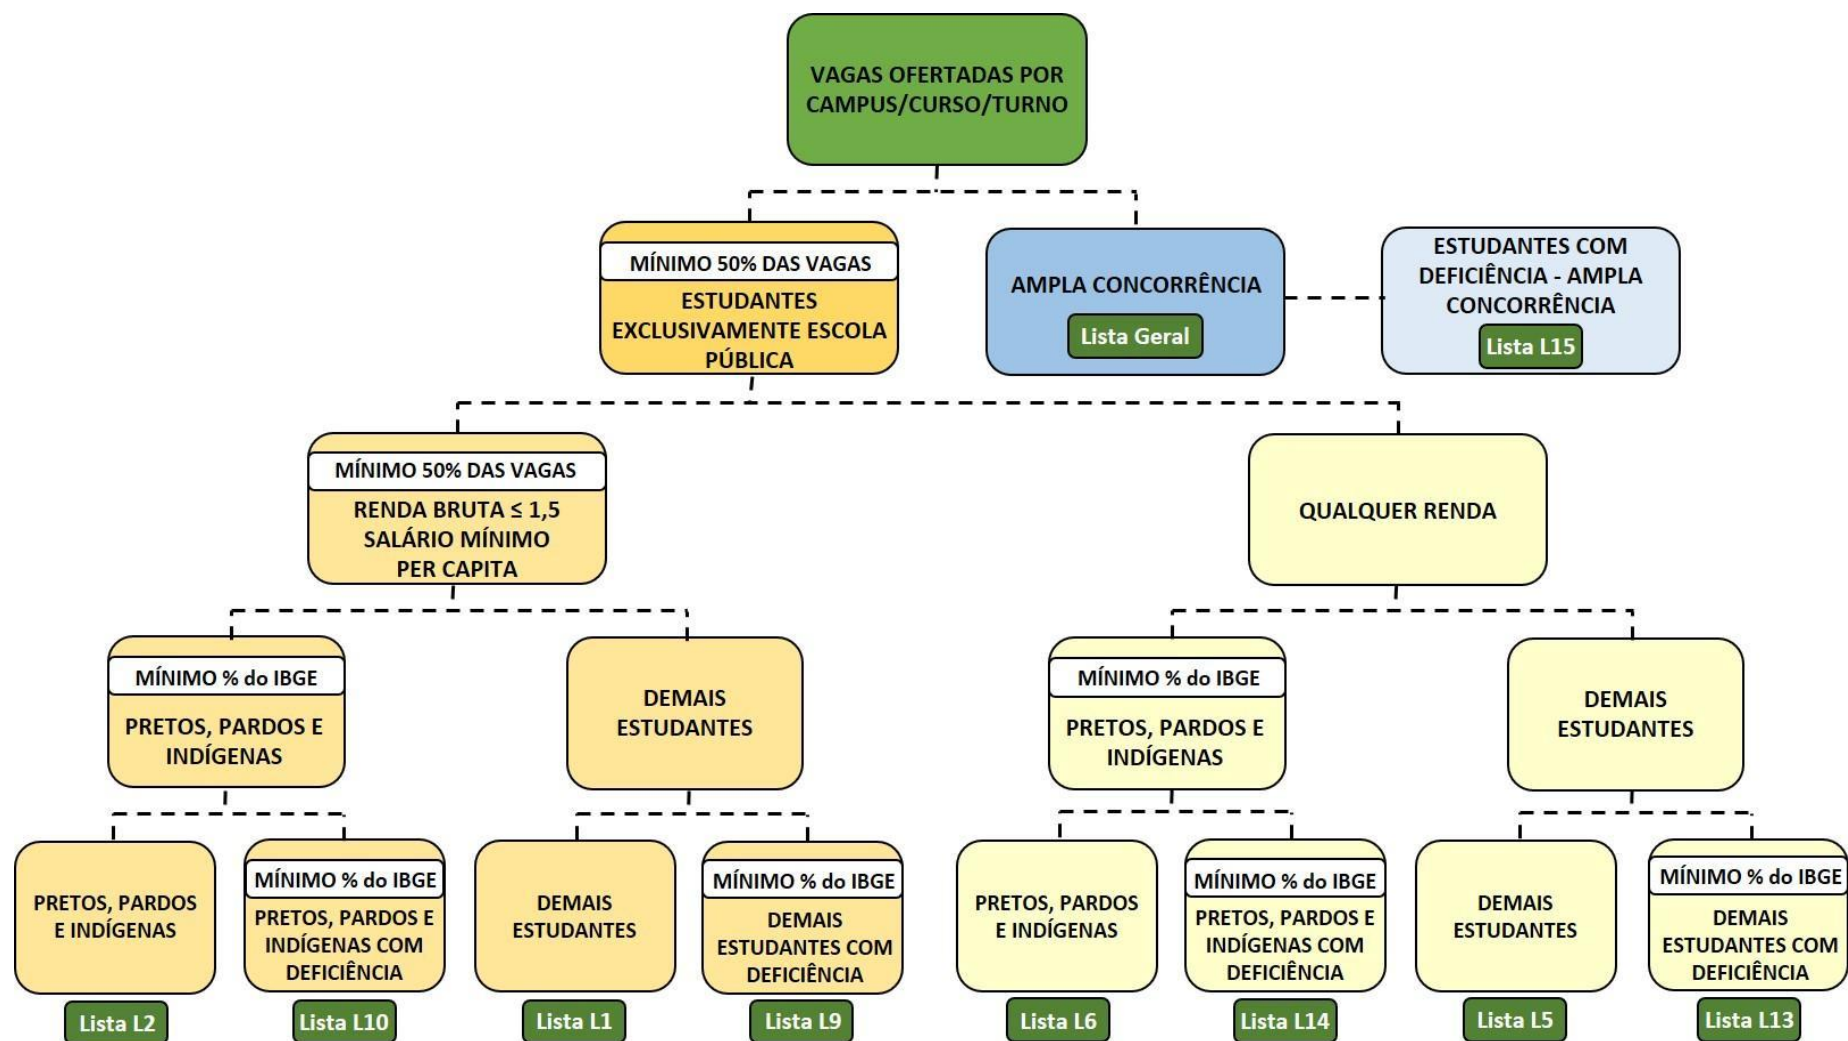 VAGAS OFERTADAS POR
CAMPUS/CURSO/TURNO
MÍNIMO 50% DAS VAGAS
ESTUDANTES
EXCLUSIVAMENTE ESCOLA
PÚBLICA
AMPLA CONCORRÊNCIA
Lista Geral
ESTUDANTES COM
DEFICIÊNCIA - AMPLA
CONCORRÊNCIA
Lista L15
MÍNIMO 50% DAS VAGAS
RENDA BRUTA ≤ 1,5
SALÁRIO MÍNIMO
PER CAPITA
QUALQUER RENDA
MÍNIMO % do IBGE
PRETOS, PARDOS E
INDÍGENAS
DEMAIS
ESTUDANTES
MÍNIMO % do IBGE
PRETOS, PARDOS E
INDÍGENAS
DEMAIS
ESTUDANTES
PRETOS, PARDOS
E INDÍGENAS
Lista L2
MÍNIMO % do IBGE
PRETOS, PARDOS E
INDÍGENAS COM
DEFICIÊNCIA
Lista L10
DEMAIS
ESTUDANTES
Lista L1
MÍNIMO % do IBGE
DEMAIS
ESTUDANTES COM
DEFICIÊNCIA
Lista L9
PRETOS, PARDOS
E INDÍGENAS
Lista L6
MÍNIMO % do IBGE
PRETOS, PARDOS E
INDÍGENAS COM
DEFICIÊNCIA
Lista L14
DEMAIS
ESTUDANTES
Lista L5
MÍNIMO % do IBGE
DEMAIS
ESTUDANTES COM
DEFICIÊNCIA
Lista L13